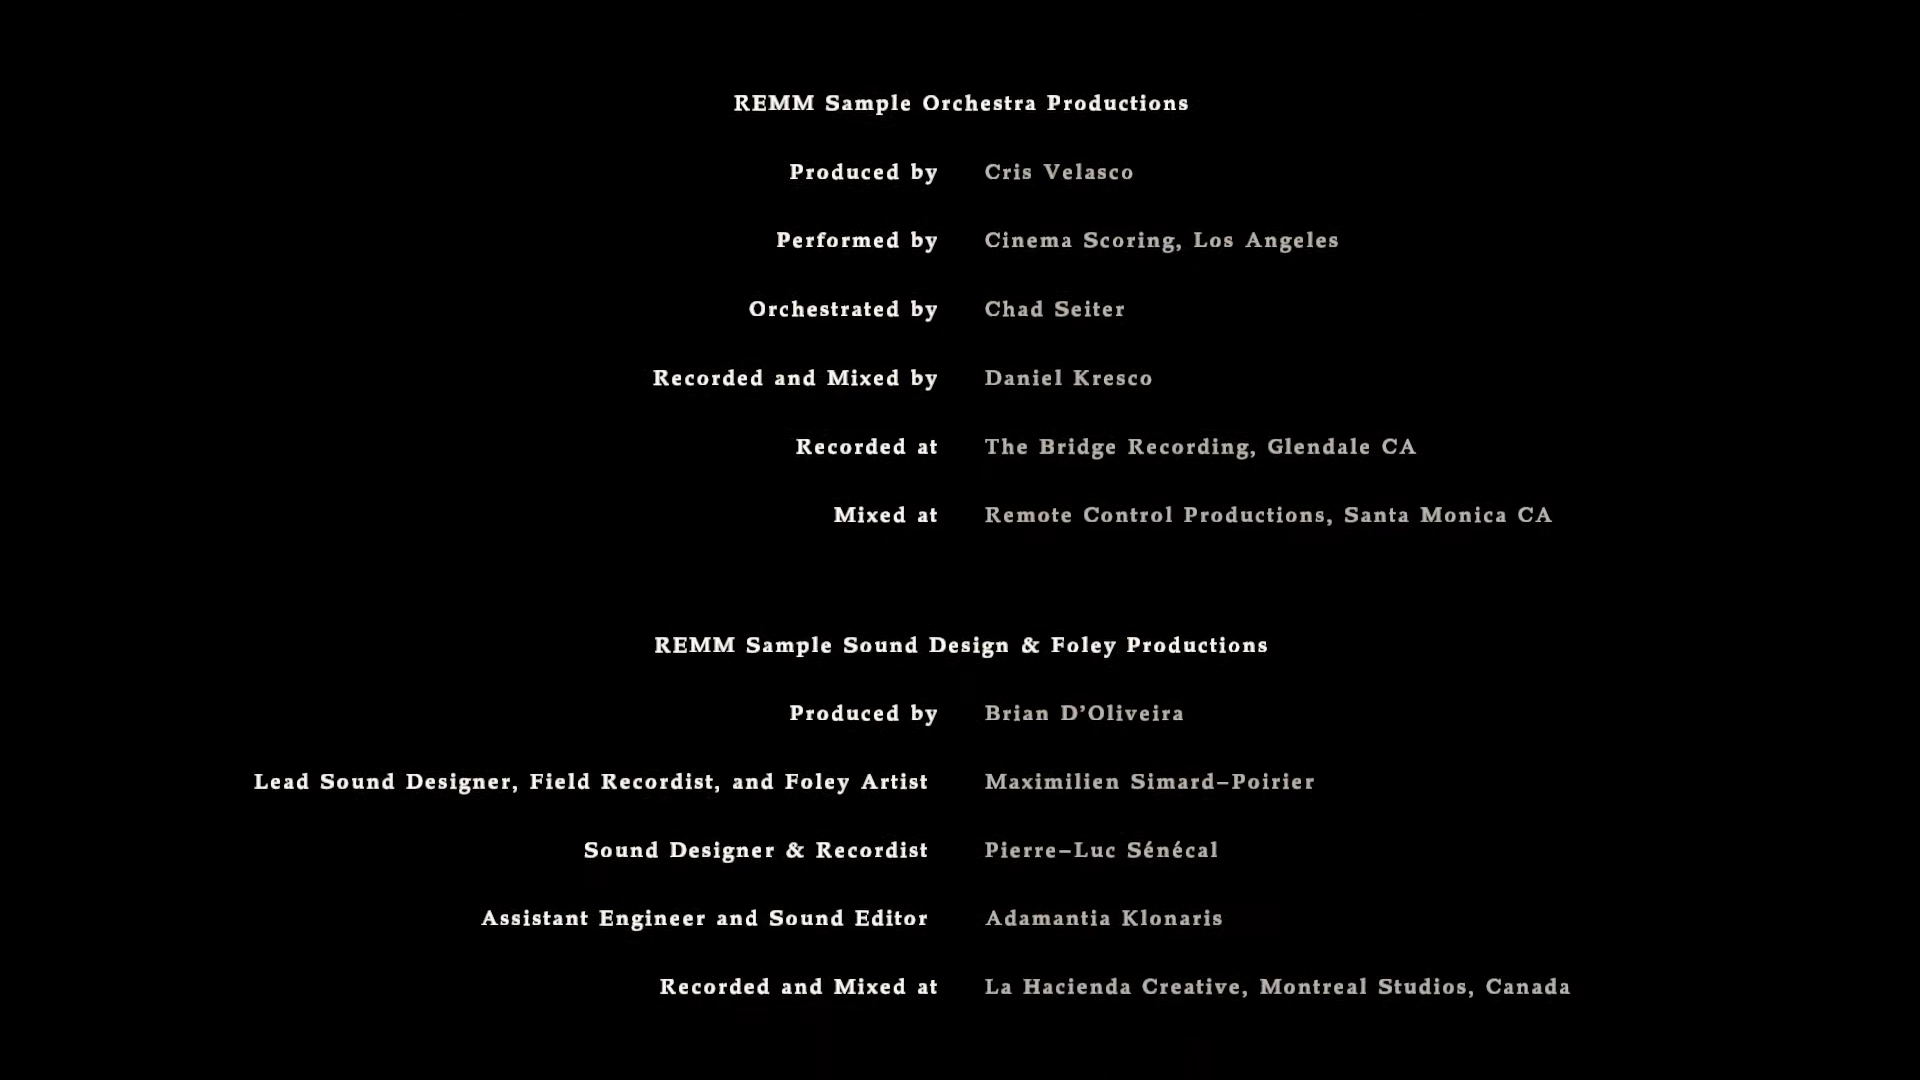 REMM Sample Orchestra Productions
Produced by Cris Velasco
Performed by Cinema Scoring, Los Angeles
Orchestrated by Chad Seiter
Recorded and Mixed by Daniel Kresco
Recorded at The Bridge Recording, Glendale CA
Mixed at Remote Control Productions, Santa Monica CA
REMM Sample Sound Design & Foley Productions
Produced by Brian D’Oliveira
Lead Sound Designer, Field Recordist, and Foley Artist Maximilien Simard–Poirier
Sound Designer & Recordist Pierre–Luc Sénécal
Assistant Engineer and Sound Editor Adamantia Klonaris
Recorded and Mixed at La Hacienda Creative, Montreal Studios, Canada